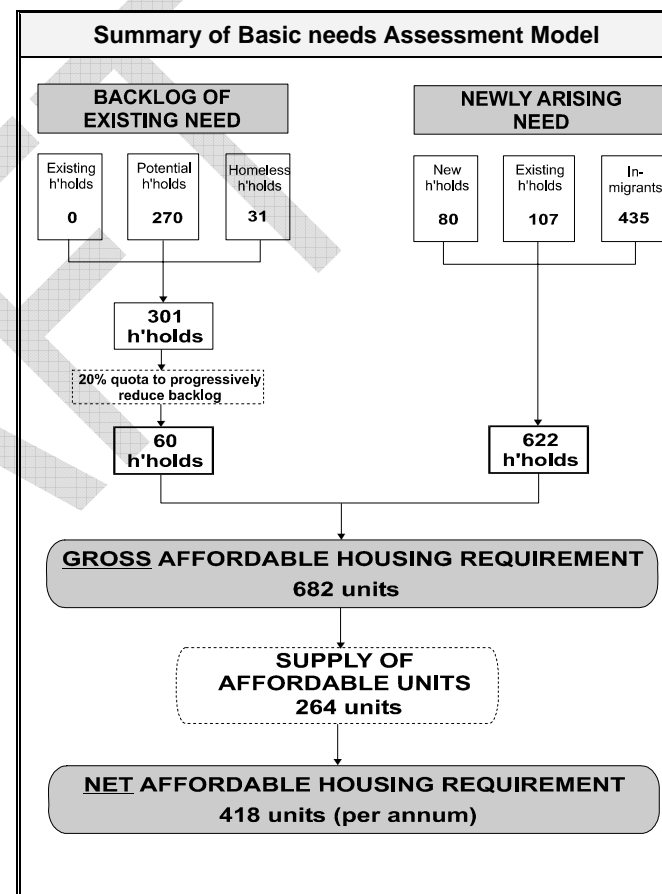 Summary of Basic needs Assessment Model
BACKLOG OF
EXISTING NEED
Existing
h'holds
0
Potential
h'holds
270
Homeless
h'holds
31
301
h'holds
20% quota to progressively
reduce backlog
60
h'holds
NEWLY ARISING
NEED
New
h'holds
80
Existing
h'holds
107
In-
migrants
435
622
h'holds
GROSS AFFORDABLE HOUSING REQUIREMENT
682 units
SUPPLY OF
AFFORDABLE UNITS
264 units
NET AFFORDABLE HOUSING REQUIREMENT
418 units (per annum)